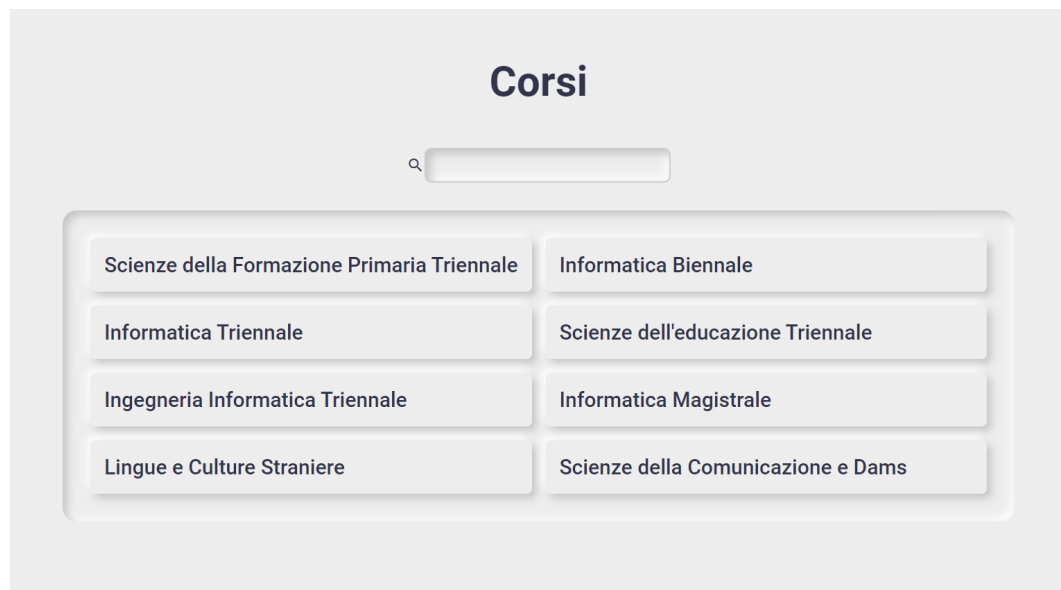 Corsi
Scienze della Formazione Primaria Triennale
Informatica Biennale
Informatica Triennale
Scienze dell'educazione Triennale
Ingegneria Informatica Triennale
Informatica Magistrale
Lingue e Culture Straniere
Scienze della Comunicazione e Dams